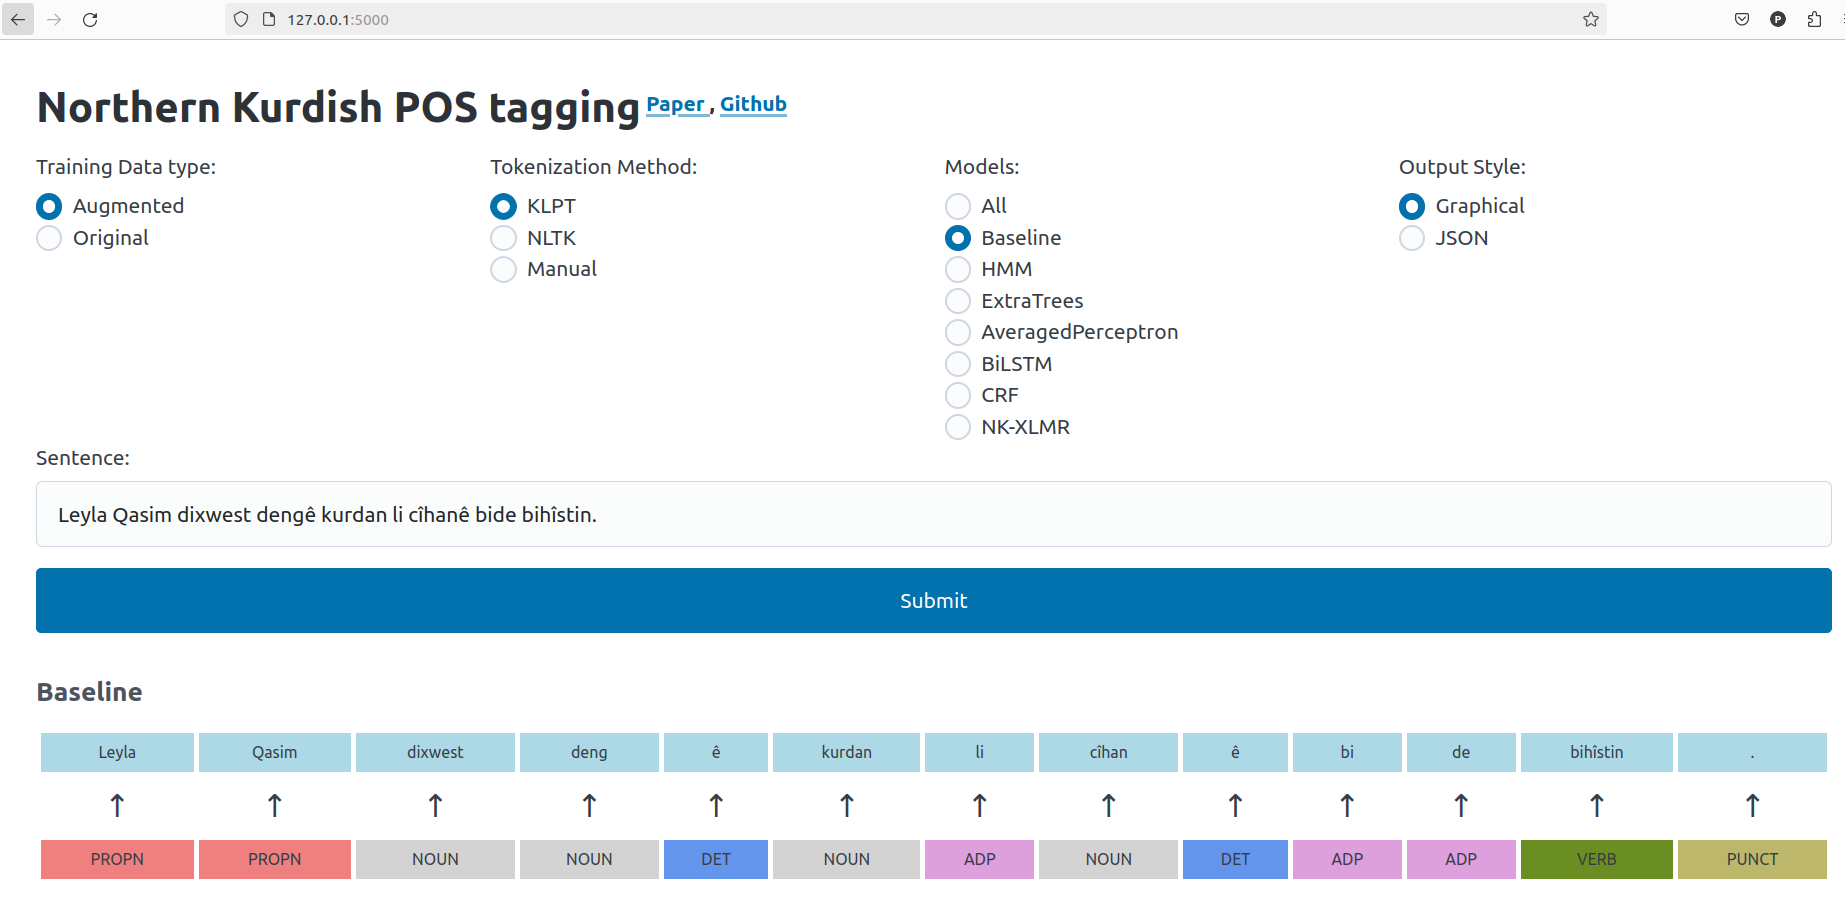 127.0.0.1:5000
P
Northern Kurdish POS tagging Paper , Github
Training Data type:
Augmented
Original
Tokenization Method:
KLPT
NLTK
Manual
Models:
All
Baseline
HMM
ExtraTrees
AveragedPerceptron
BiLSTM
CRF
NK-XLMR
Output Style:
Graphical
JSON
Sentence:
Leyla Qasim dixwest dengê kurdan li cîhanê bide bihîstin.
Submit
Baseline
Leyla Qasim dixwest deng ê kurdan li cîhan ê bi de bihîstin .
↑ ↑ ↑ ↑ ↑ ↑ ↑ ↑ ↑ ↑ ↑ ↑ ↑
PROPN PROPN NOUN NOUN DET NOUN ADP NOUN DET ADP ADP VERB PUNCT